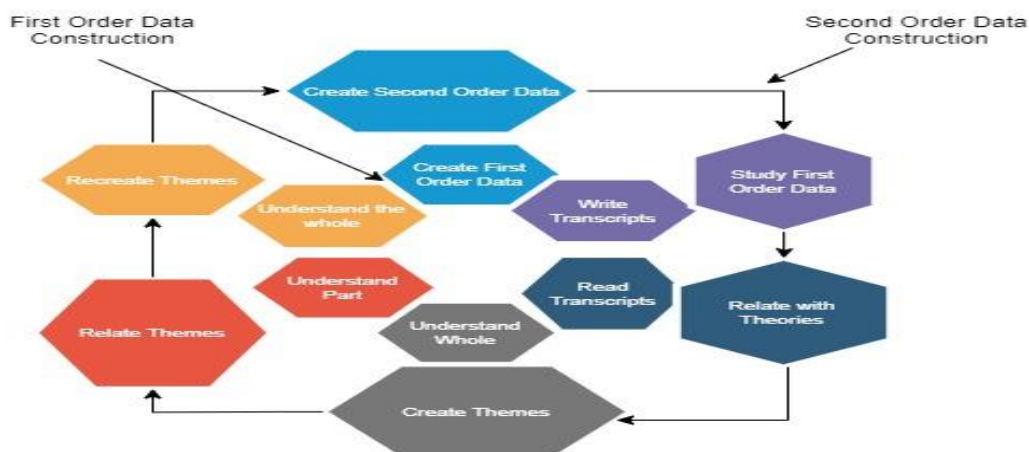 First Order Data
Construction
Second Order Data
Construction
Create Second Order Data
Recreate Themes
Create First
Order Data
Study First
Order Data
Understand the
whole
Write
Transcripts
Understand
Part
Read
Transcripts
Relate Themes
Understand
Whole
Relate with
Theories
Create Themes